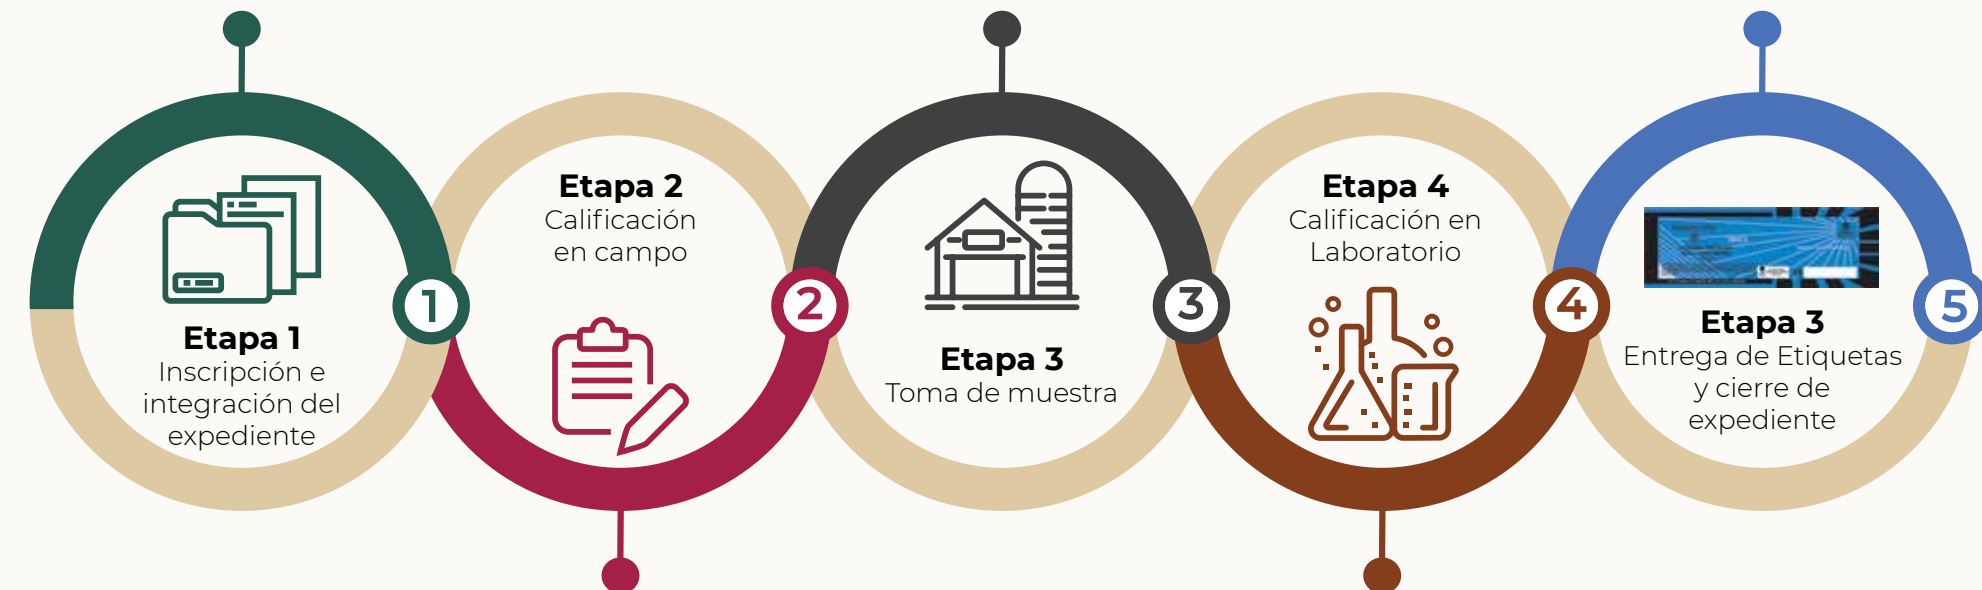 Etapa 1
Inscripción e
integración del
expediente
1
Etapa 2
Calificación
en campo
2
Etapa 3
Toma de muestra
3
Etapa 4
Calificación en
Laboratorio
4
Etapa 3
Entrega de Etiquetas
y cierre de
expediente
5